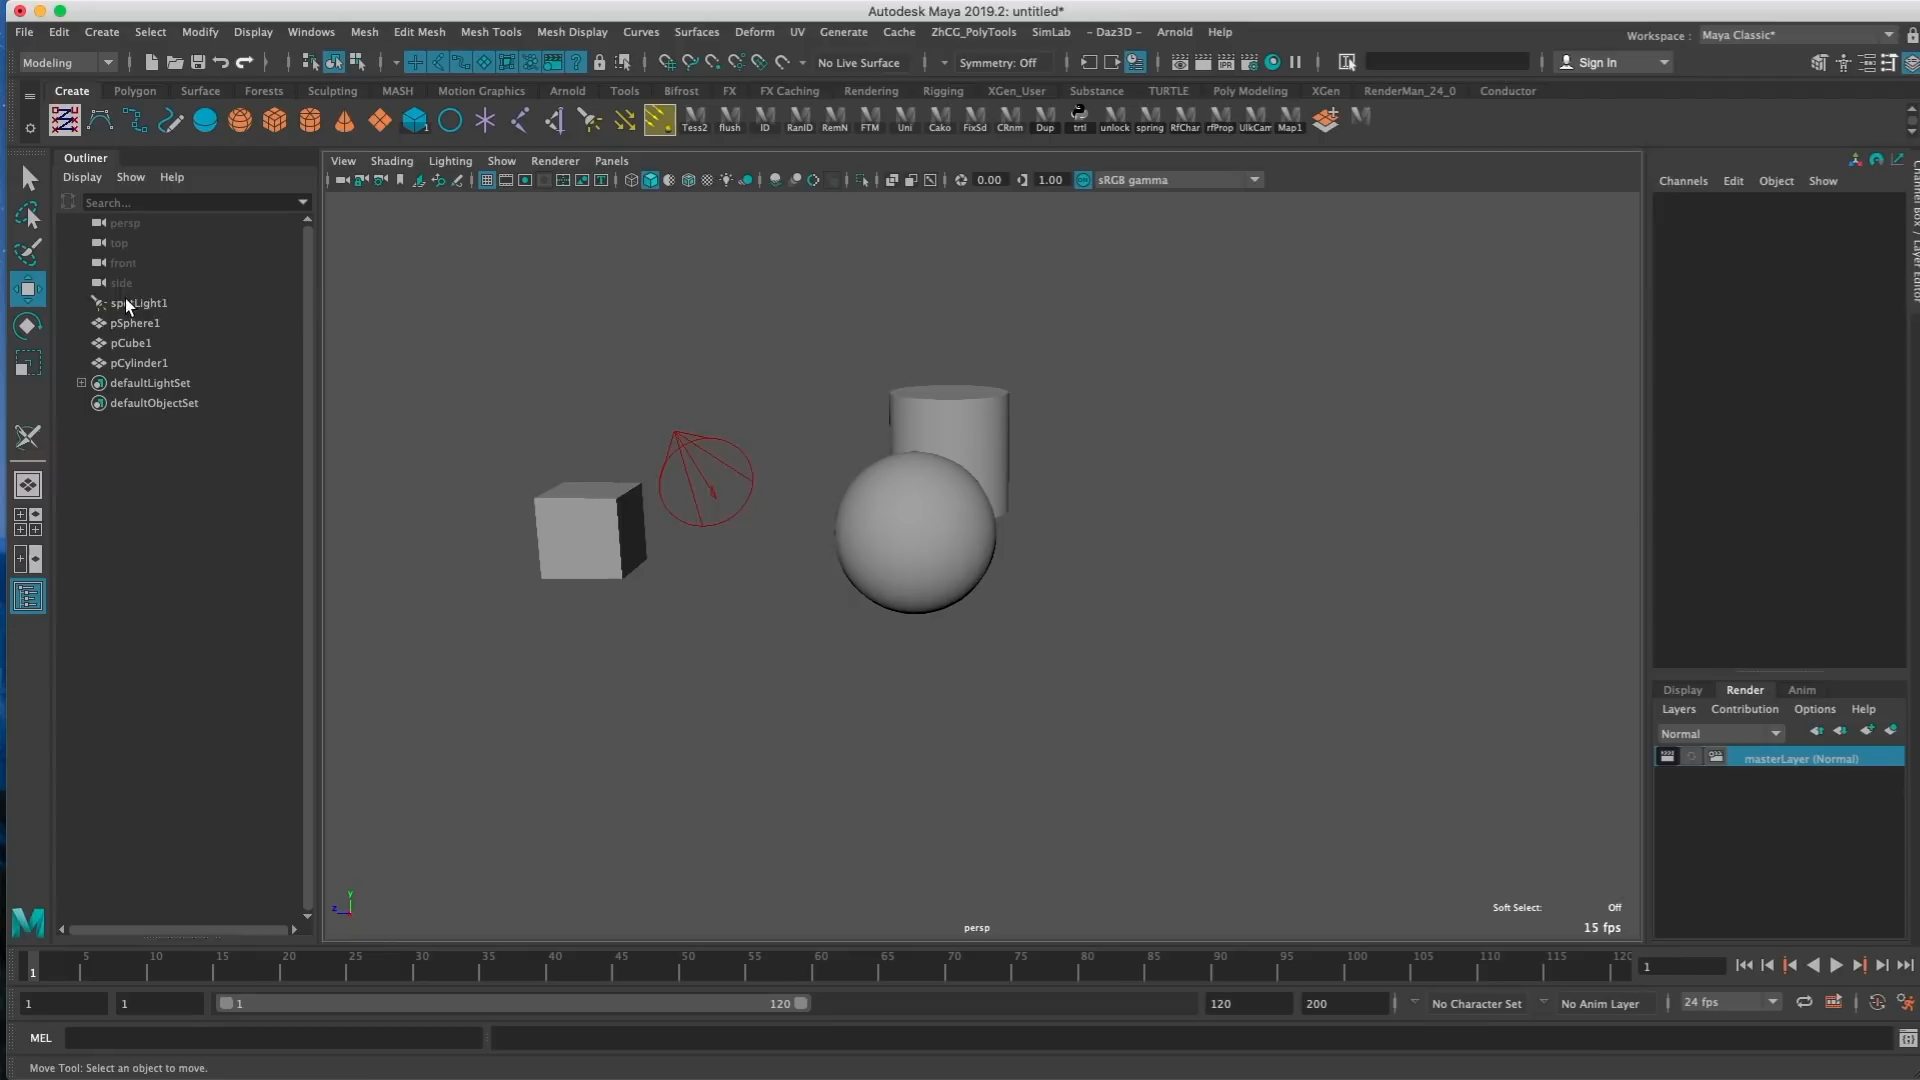 Autodesk Maya 2019.2: untitled*
File Edit Create Select Modify Display Windows Mesh Edit Mesh Mesh Tools Mesh Display Curves Surfaces Deform UV Generate Cache ZhCG_PolyTools SimLab - Daz3D - Arnold Help
Workspace : Maya Classic*
Modeling No Live Surface Symmetry: Off Sign In
Create Polygon Surface Forests Sculpting MASH Motion Graphics Arnold Tools Bifrost FX FX Caching Rendering Rigging XGen_User Substance TURTLE Poly Modeling XGen RenderMan_24_0 Conductor
1 Tess2 flush ID RanID RemN FTM Uni Cako FixSd CRnm Dup trtl unlock spring RfChar rfProp UlkCam Map1
Outliner
Display Show Help
Search...
persp
top
front
side
spotLight1
pSphere1
pCube1
pCylinder1
defaultLightSet
defaultObjectSet
View Shading Lighting Show Renderer Panels
0.00 1.00 sRGB gamma
y
z
persp
Soft Select: Off
15 fps
Channels Edit Object Show
Channel Box / Layer Editor
Display Render Anim
Layers Contribution Options Help
Normal
masterLayer (Normal)
1 5 10 15 20 25 30 35 40 45 50 55 60 65 70 75 80 85 90 95 100 105 110 115 120 1
1 1 1 120 120 200 No Character Set No Anim Layer 24 fps
MEL
Move Tool: Select an object to move.